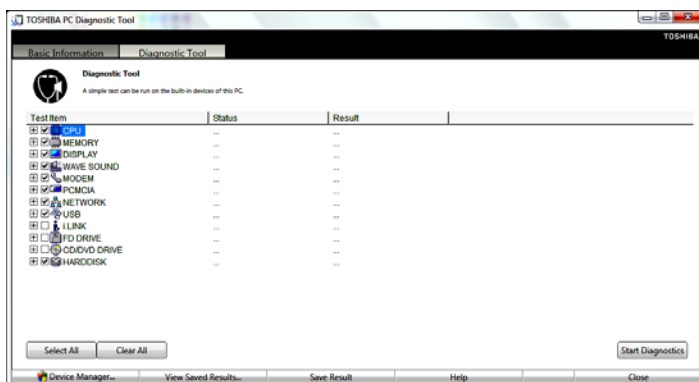 TOSHIBA PC Diagnostic Tool
TOSHIBA
Basic Information Diagnostic Tool
Diagnostic Tool
A simple test can be run on the built-in devices of this PC.
Test Item Status Result
CPU ... ...
MEMORY ... ...
DISPLAY ... ...
WAVE SOUND ... ...
MODEM ... ...
PCMCIA ... ...
NETWORK ... ...
USB ... ...
i.LINK ... ...
FD DRIVE ... ...
CD/DVD DRIVE ... ...
HARDDISK ... ...
Select All Clear All Start Diagnostics
Device Manager... View Saved Results... Save Result Help Close